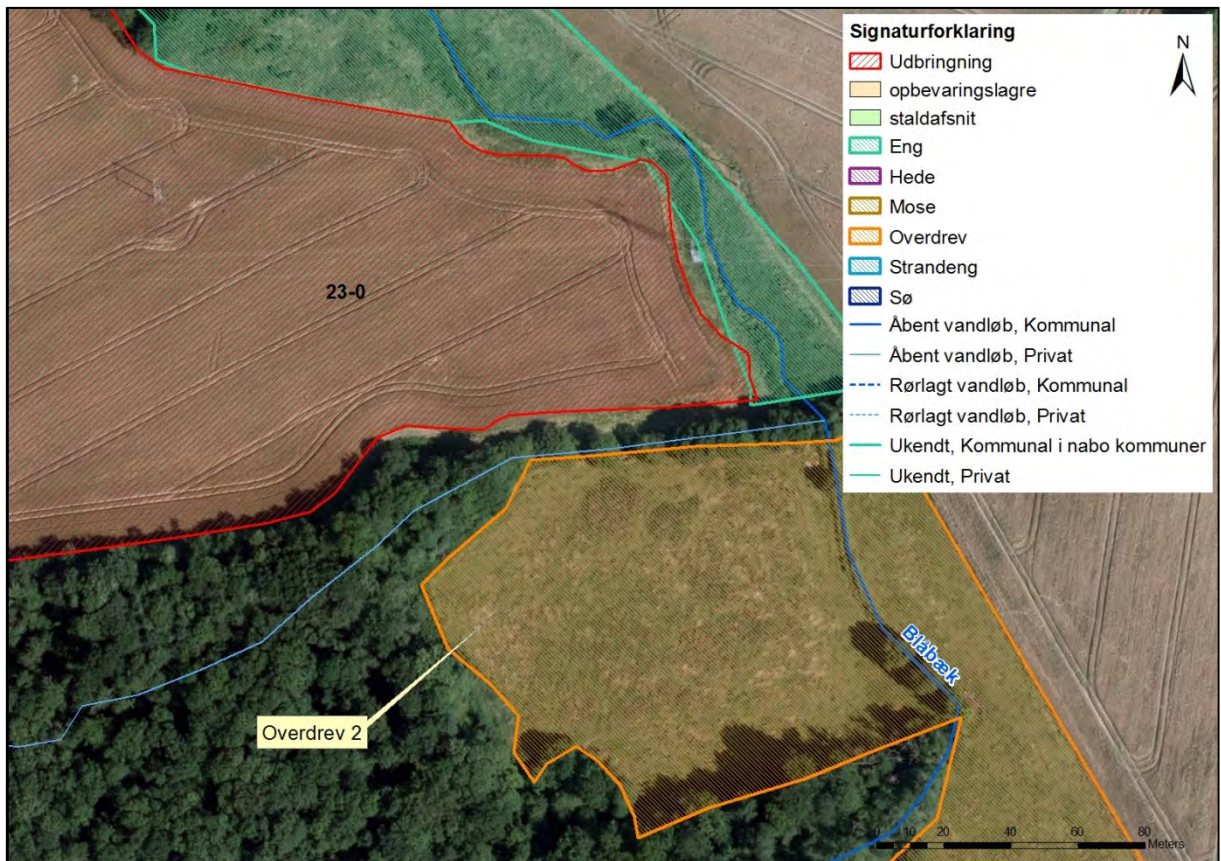 Signaturforklaring
N
Udbringning
opbevaringslagre
staldafsnit
Eng
Hede
Mose
Overdrev
Strandeng
Sø
Åbent vandløb, Kommunal
Åbent vandløb, Privat
Rørlagt vandløb, Kommunal
Rørlagt vandløb, Privat
Ukendt, Kommunal i nabo kommuner
Ukendt, Privat
23-0
Blåbæk
Overdrev 2
0 10 20 40 60 80
Meters